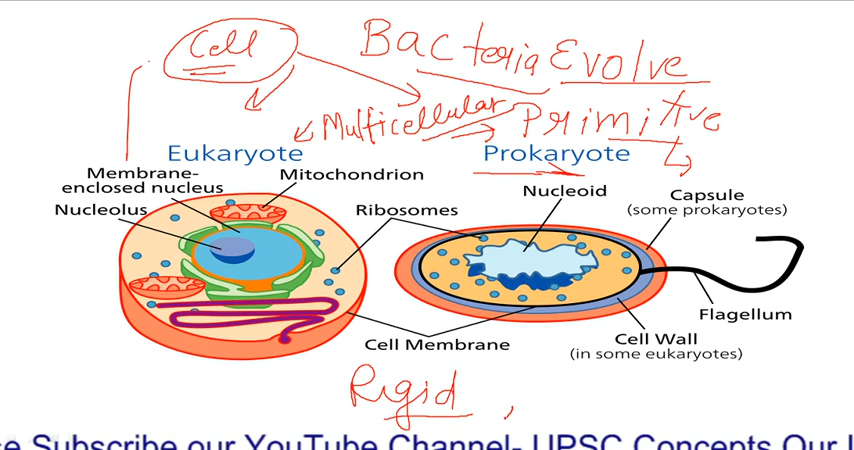 Cell
Bacteria Evolve
Multicellular Primitive
Eukaryote
Prokaryote
Membrane-
enclosed nucleus
Mitochondrion
Nucleoid
Capsule
(some prokaryotes)
Nucleolus
Ribosomes
Flagellum
Cell Membrane
Cell Wall
(in some eukaryotes)
Rigid,
Subscribe our YouTube Channel- UPSC Concepts Our